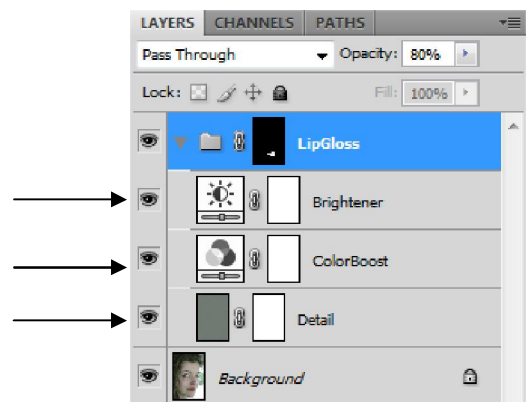 LAYERS CHANNELS PATHS
Pass Through Opacity: 80%
Lock: Fill: 100%
LipGloss
Brightener
ColorBoost
Detail
Background